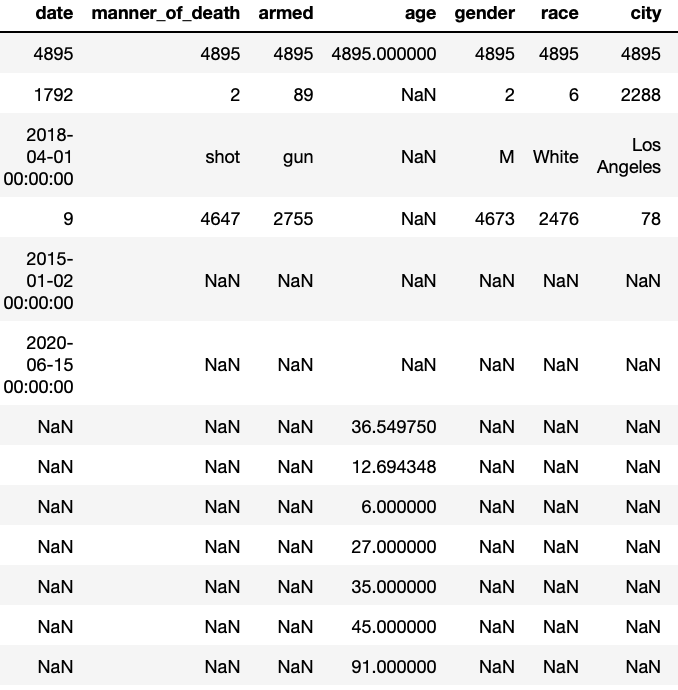 date manner_of_death armed age gender race city
4895 4895 4895 4895.000000 4895 4895 4895
1792 2 89 NaN 2 6 2288
2018-
04-01
00:00:00 shot gun NaN M White Los
Angeles
9 4647 2755 NaN 4673 2476 78
2015-
01-02
00:00:00 NaN NaN NaN NaN NaN NaN
2020-
06-15
00:00:00 NaN NaN NaN NaN NaN NaN
NaN NaN NaN 36.549750 NaN NaN NaN
NaN NaN NaN 12.694348 NaN NaN NaN
NaN NaN NaN 6.000000 NaN NaN NaN
NaN NaN NaN 27.000000 NaN NaN NaN
NaN NaN NaN 35.000000 NaN NaN NaN
NaN NaN NaN 45.000000 NaN NaN NaN
NaN NaN NaN 91.000000 NaN NaN NaN